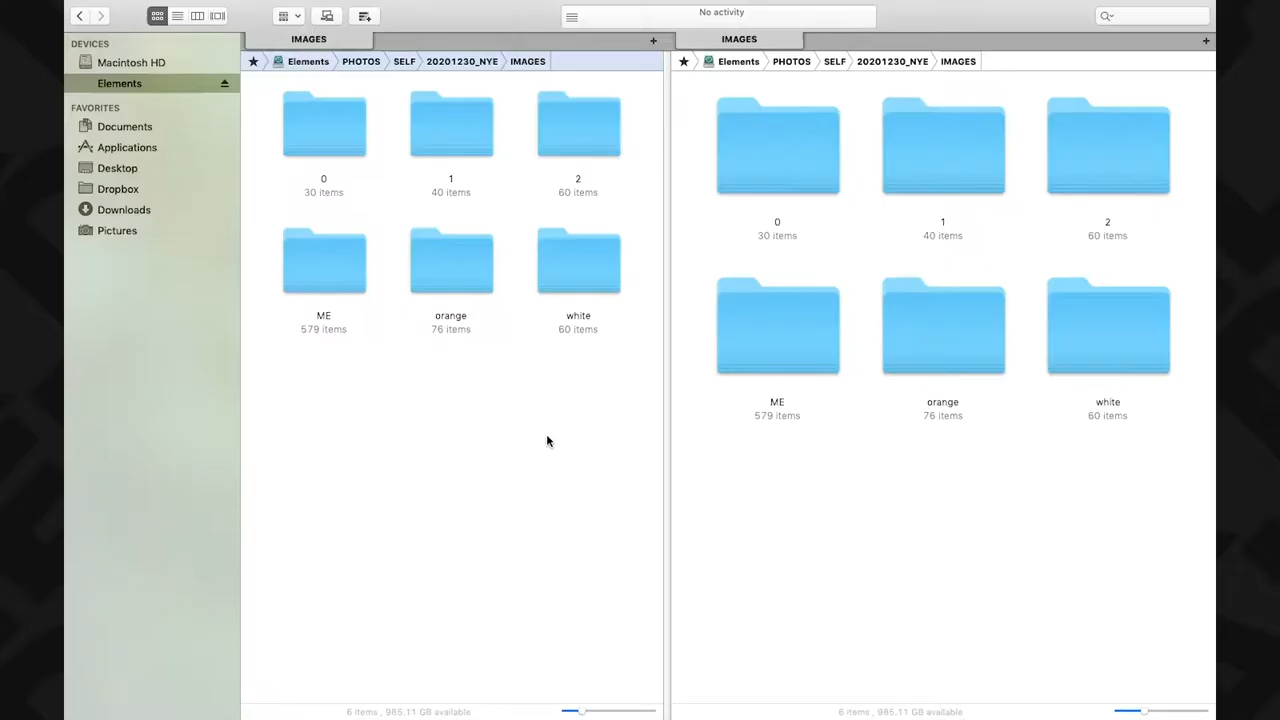 No activity
DEVICES
Macintosh HD
Elements
FAVORITES
Documents
Applications
Desktop
Dropbox
Downloads
Pictures
IMAGES
Elements PHOTOS SELF 20201230_NYE IMAGES
0 1 2
30 items 40 items 60 items
ME orange white
579 items 76 items 60 items
6 items , 985.11 GB available
IMAGES
Elements PHOTOS SELF 20201230_NYE IMAGES
0 1 2
30 items 40 items 60 items
ME orange white
579 items 76 items 60 items
6 items , 985.11 GB available